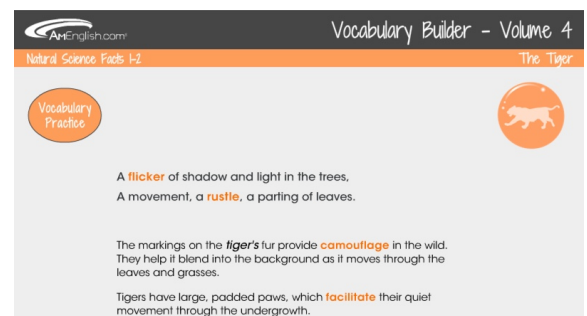 AmEnglish.com
Vocabulary Builder – Volume 4
Natural Science Facts 1-2
The Tiger
Vocabulary
Practice
A flicker of shadow and light in the trees,
A movement, a rustle, a parting of leaves.
The markings on the tiger's fur provide camouflage in the wild.
They help it blend into the background as it moves through the
leaves and grasses.
Tigers have large, padded paws, which facilitate their quiet
movement through the undergrowth.